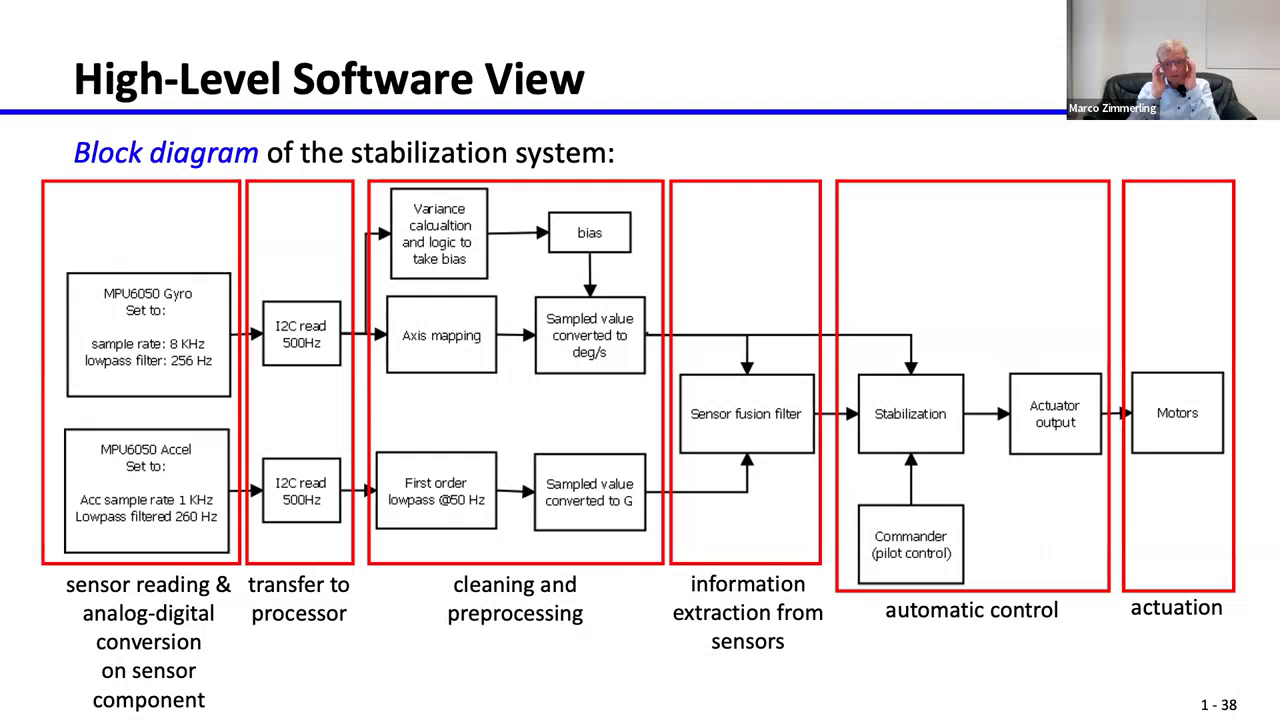 High-Level Software View
Marco Zimmerling
Block diagram of the stabilization system:
MPU6050 Gyro
Set to:
sample rate: 8 KHz
lowpass filter: 256 Hz
I2C read
500Hz
Variance
calcualtion
and logic to
take bias
bias
Axis mapping
Sampled value
converted to
deg/s
MPU6050 Accel
Set to:
Acc sample rate 1 KHz
Lowpass filtered 260 Hz
I2C read
500Hz
First order
lowpass @50 Hz
Sampled value
converted to G
Sensor fusion filter
Stabilization
Commander
(pilot control)
Actuator
output
Motors
sensor reading &
analog-digital
conversion
on sensor
component
transfer to
processor
cleaning and
preprocessing
information
extraction from
sensors
automatic control
actuation
1 - 38